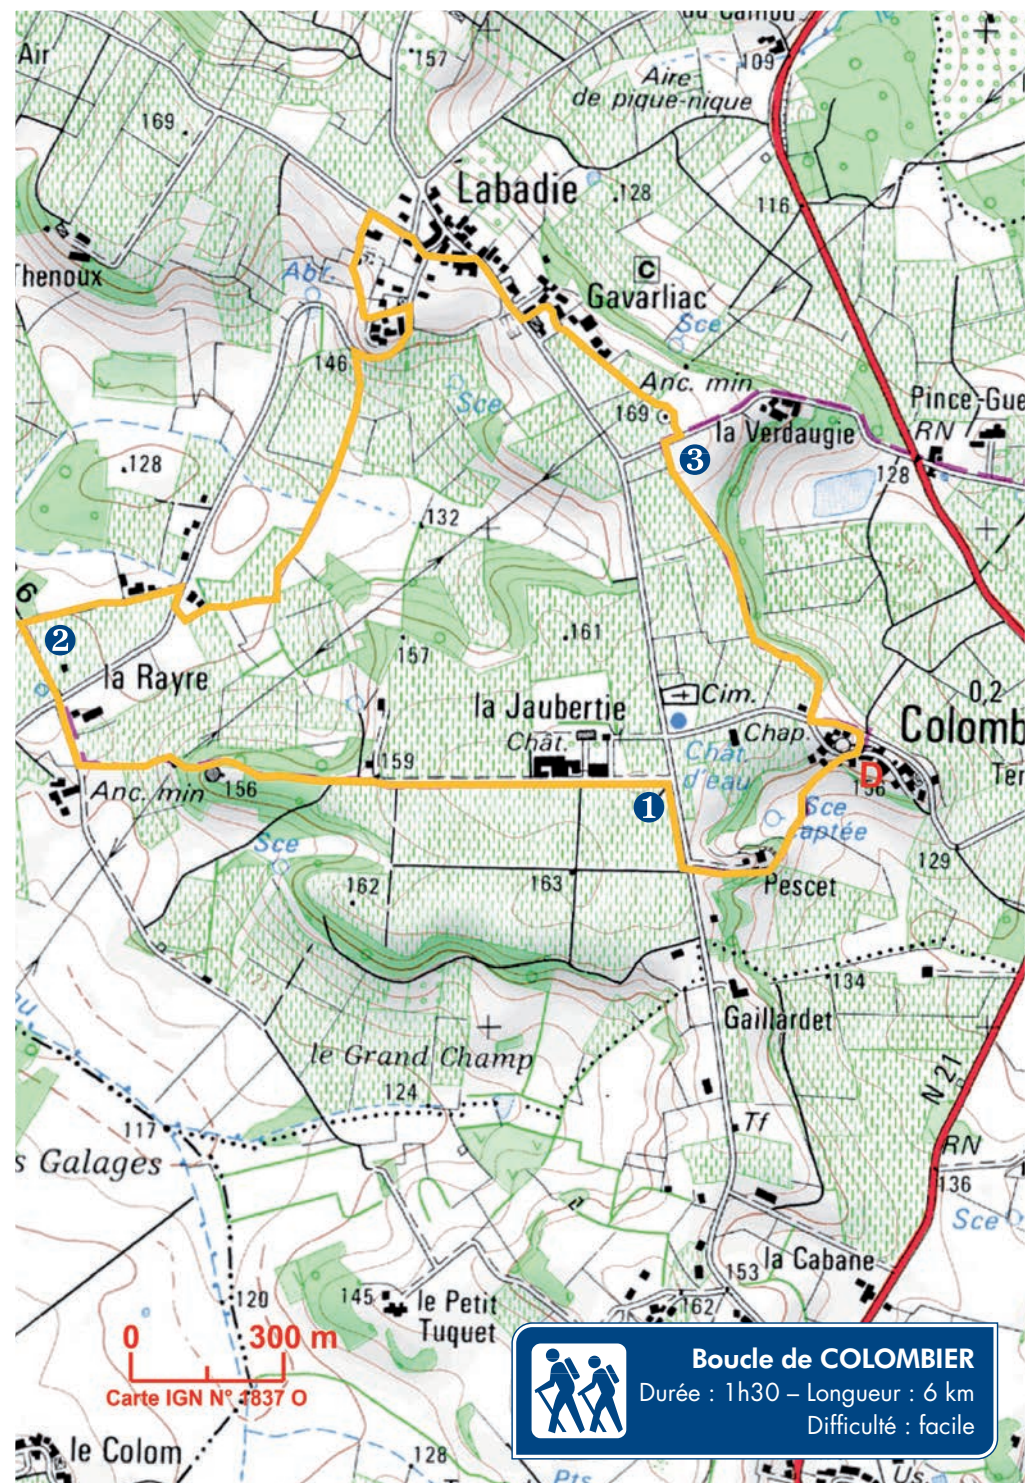 Air
157
109
Aire
de pique-nique
169
Labadie
128
116
Thenoux
Abr.
C
Gavarliac
Sce
146
Sce
Anc. min
169
Pince-Gue
RN
la Verdaugie
3
128
128
132
6
2
161
157
la Rayre
la Jaubertie
Chât.
Cim.
0,2
Colomb
Chap.
Chât
d'eau
D
156
Ter
159
Anc. min
156
1
Sce
captée
Sce
129
162
163
Pescet
134
Gaillardet
le Grand Champ
124
N 21
117
Tf
s Galages
RN
136
Sce
la Cabane
153
120
145
le Petit
Tuquet
162
0 300 m
Carte IGN N° 1837 O
Boucle de COLOMBIER
Durée : 1h30 – Longueur : 6 km
Difficulté : facile
le Colom
128
Pts